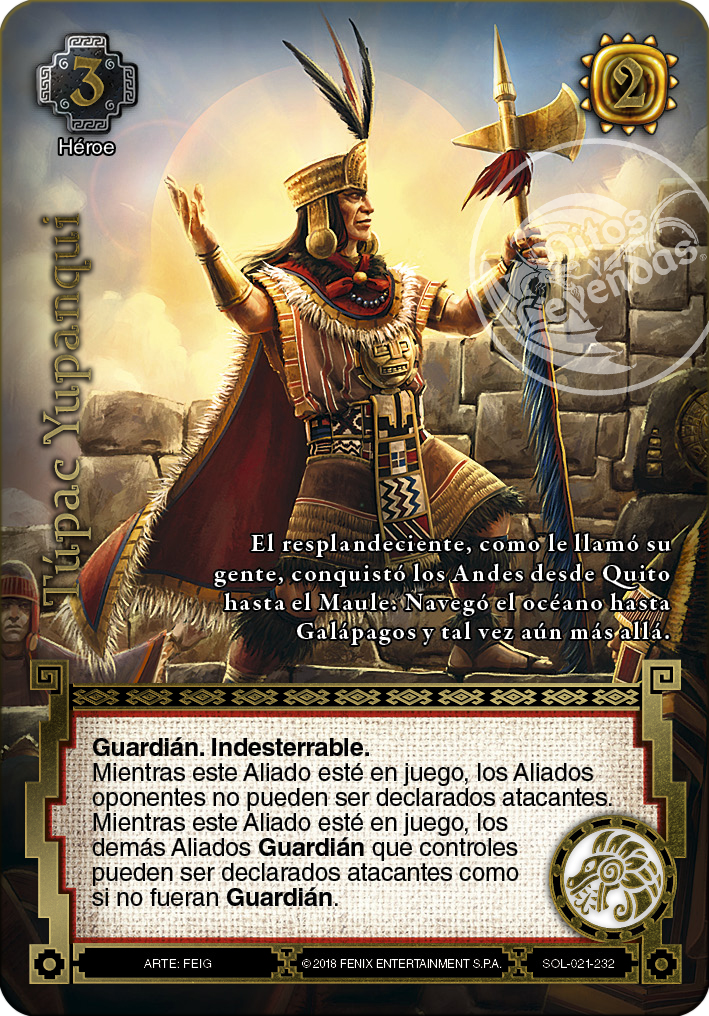 3
Héroe
2
Mitos
y
Leyendas
Túpac Yupanqui
El resplandeciente, como le llamó su
gente, conquistó los Andes desde Quito
hasta el Maule. Navegó el océano hasta
Galápagos y tal vez aún más allá.
Guardián. Indesterrable.
Mientras este Aliado esté en juego, los Aliados
oponentes no pueden ser declarados atacantes.
Mientras este Aliado esté en juego, los
demás Aliados Guardián que controles
pueden ser declarados atacantes como
si no fueran Guardián.
ARTE: FEIG
©2018 FENIX ENTERTAINMENT S.P.A.
SOL-021-232